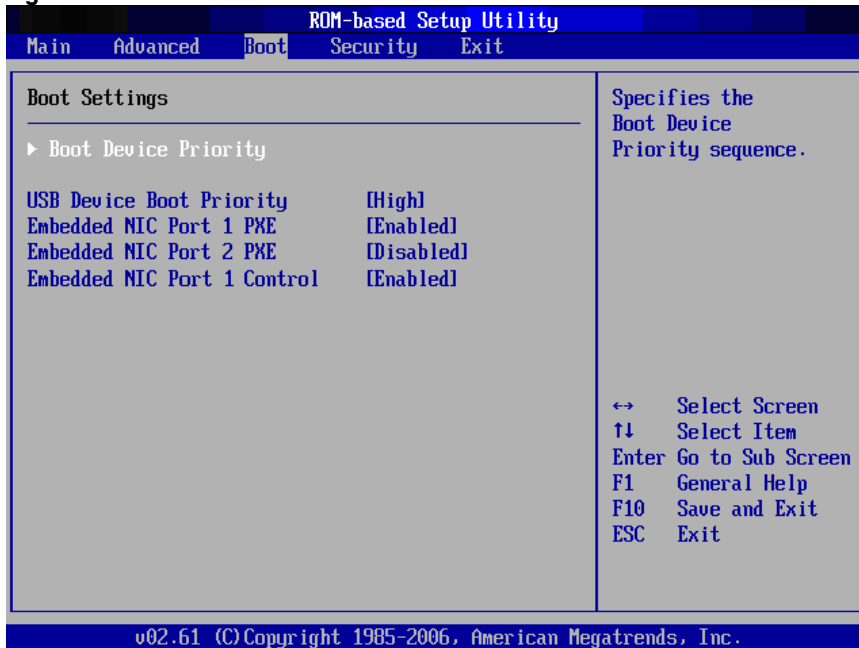 ROM-based Setup Utility
Main Advanced Boot Security Exit
Boot Settings
▶ Boot Device Priority
USB Device Boot Priority [High]
Embedded NIC Port 1 PXE [Enabled]
Embedded NIC Port 2 PXE [Disabled]
Embedded NIC Port 1 Control [Enabled]
Specifies the
Boot Device
Priority sequence.
←→ Select Screen
↑↓ Select Item
Enter Go to Sub Screen
F1 General Help
F10 Save and Exit
ESC Exit
v02.61 (C)Copyright 1985-2006, American Megatrends, Inc.